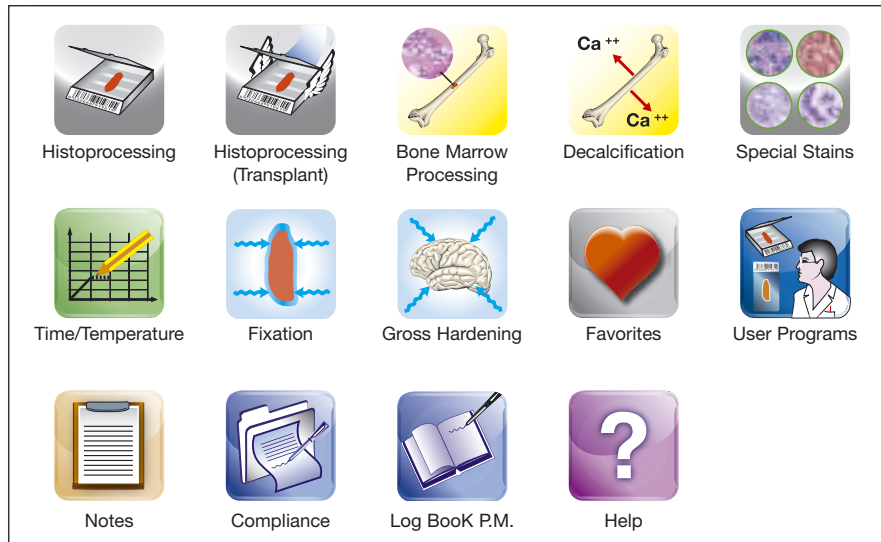 Ca ++
Ca ++
Histoprocessing
Histoprocessing
(Transplant)
Bone Marrow
Processing
Decalcification
Special Stains
Time/Temperature
Fixation
Gross Hardening
Favorites
User Programs
Notes
Compliance
Log BooK P.M.
Help